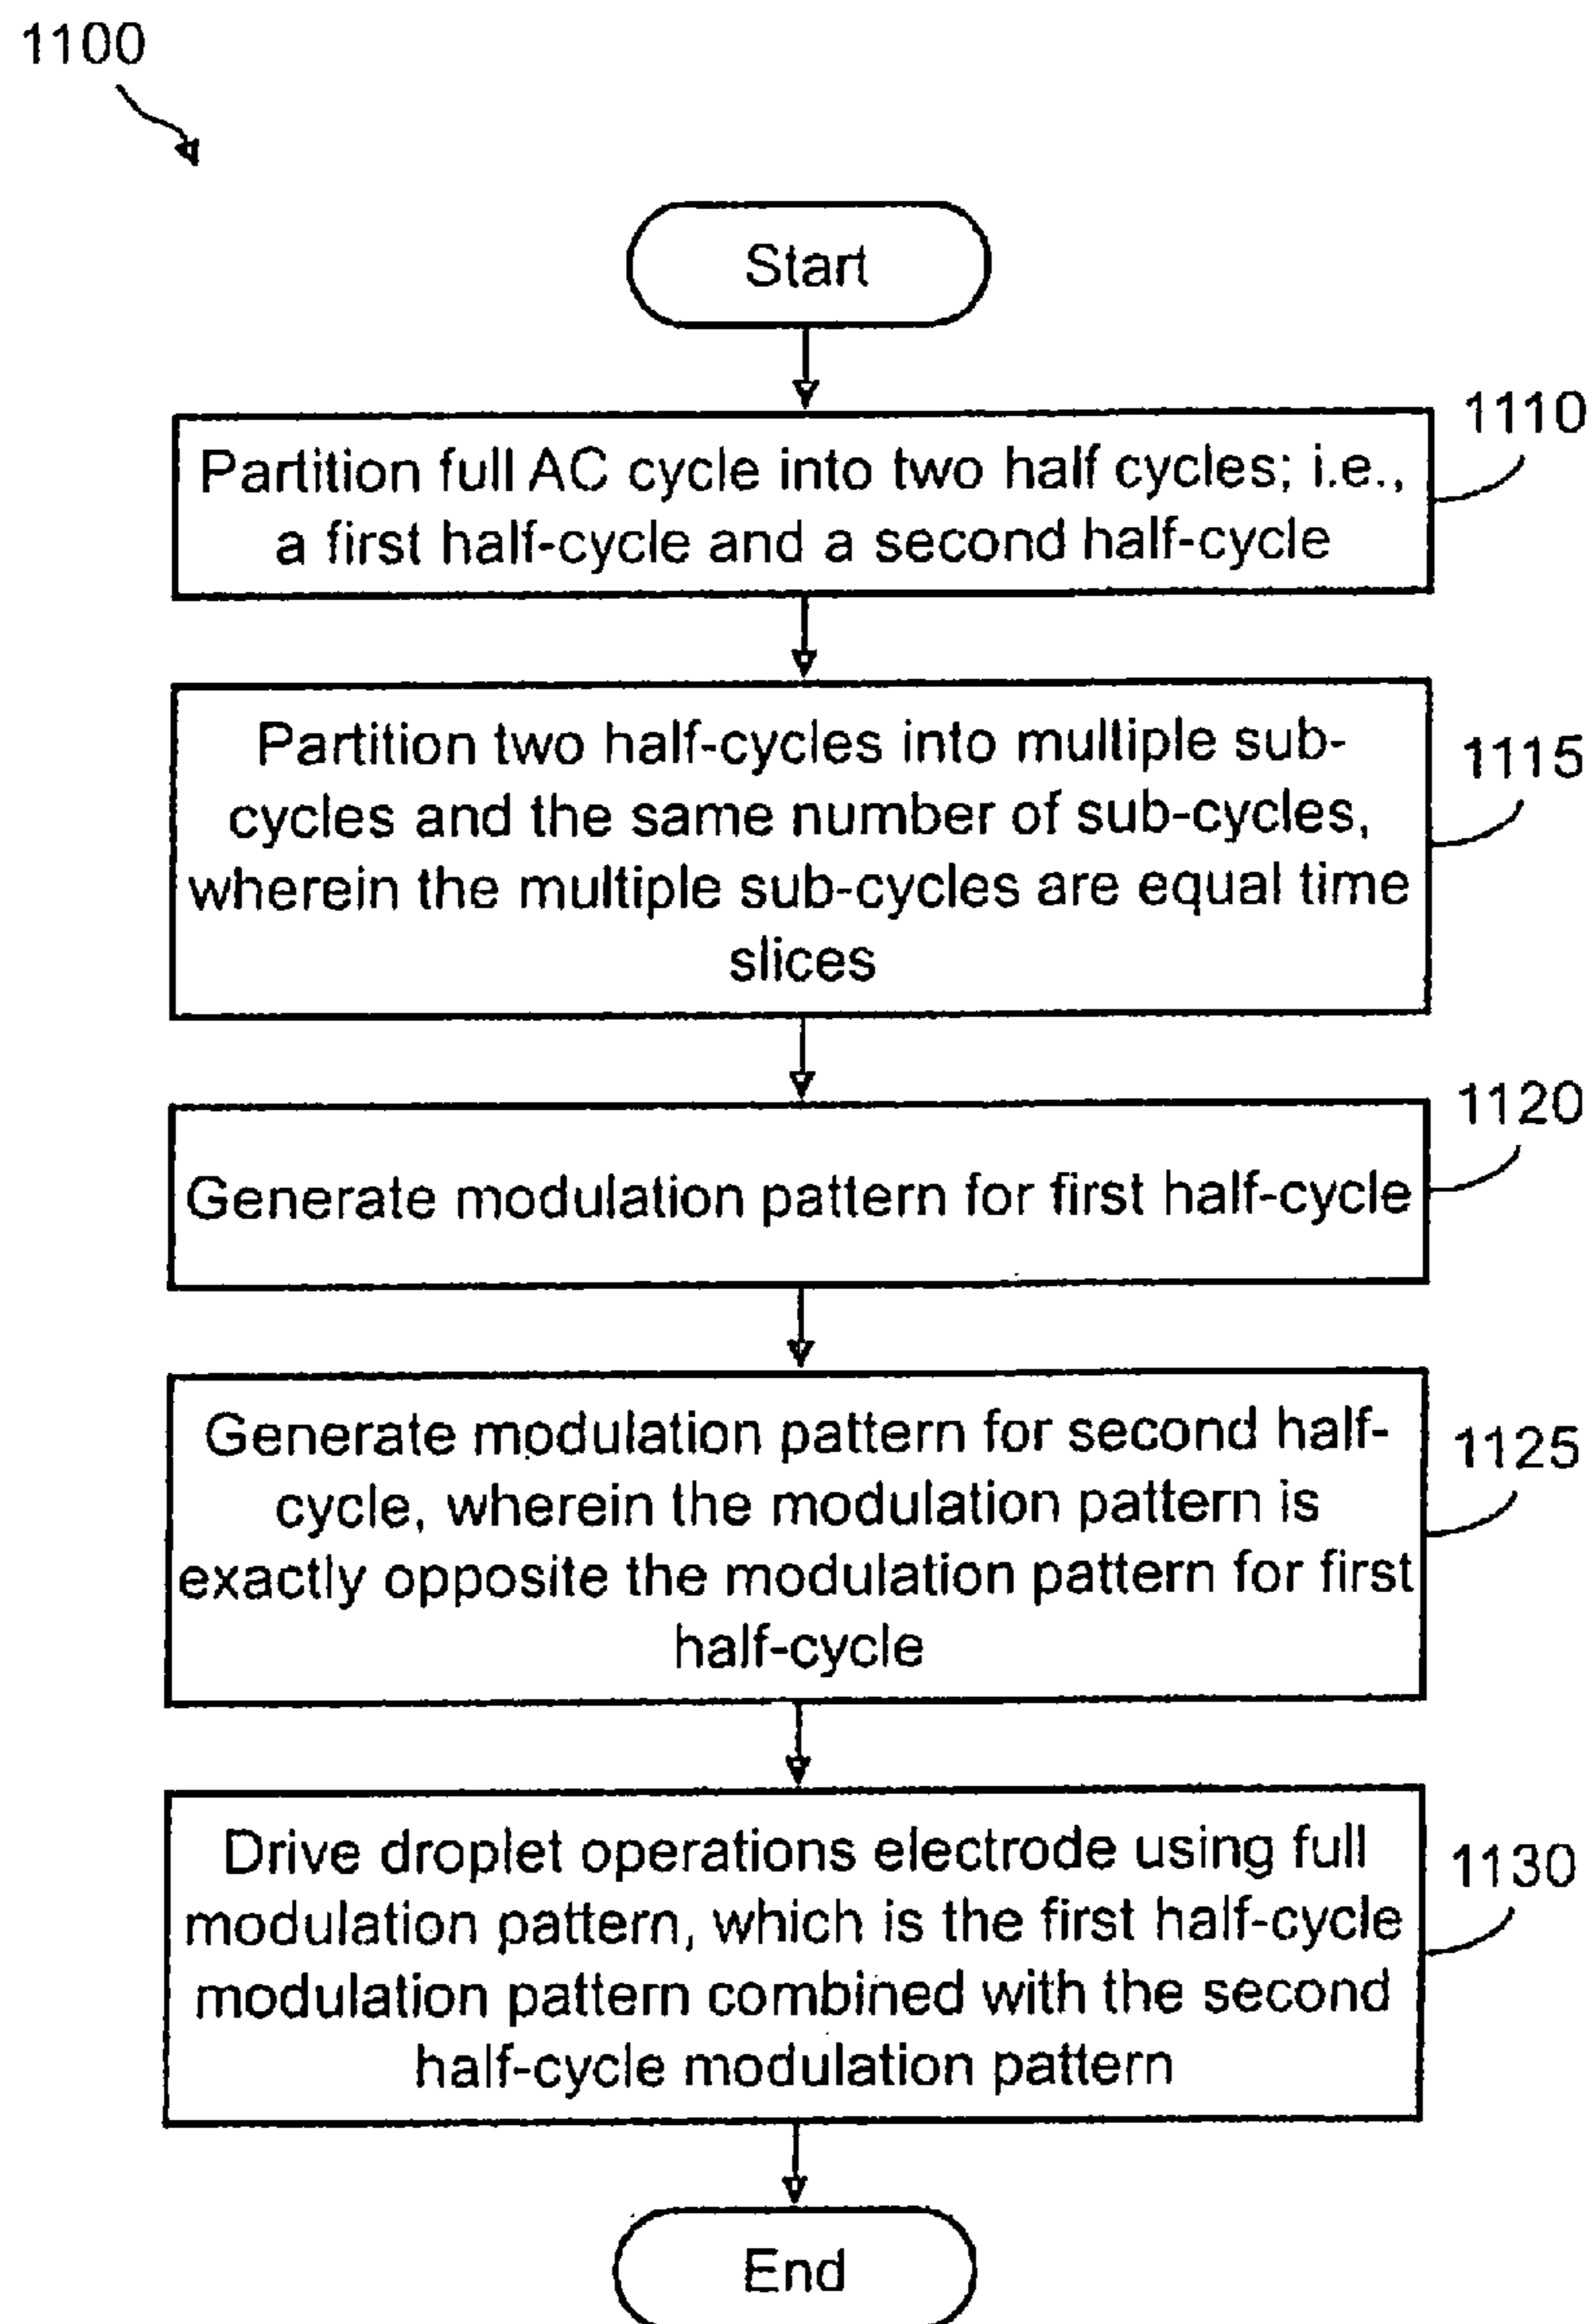 1100
Start
1110
Partition full AC cycle into two half cycles; i.e.,
a first half-cycle and a second half-cycle
1115
Partition two half-cycles into multiple sub-
cycles and the same number of sub-cycles,
wherein the multiple sub-cycles are equal time
slices
1120
Generate modulation pattern for first half-cycle
1125
Generate modulation pattern for second half-
cycle, wherein the modulation pattern is
exactly opposite the modulation pattern for first
half-cycle
1130
Drive droplet operations electrode using full
modulation pattern, which is the first half-cycle
modulation pattern combined with the second
half-cycle modulation pattern
End